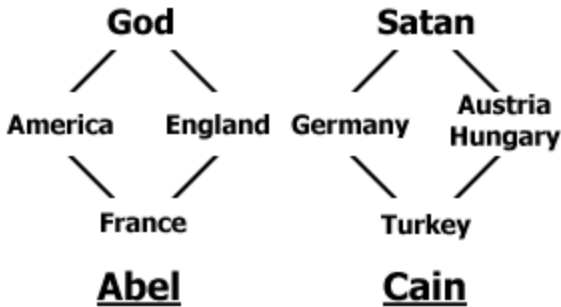 God
Satan
America
England
Germany
Austria
Hungary
France
Turkey
Abel
Cain